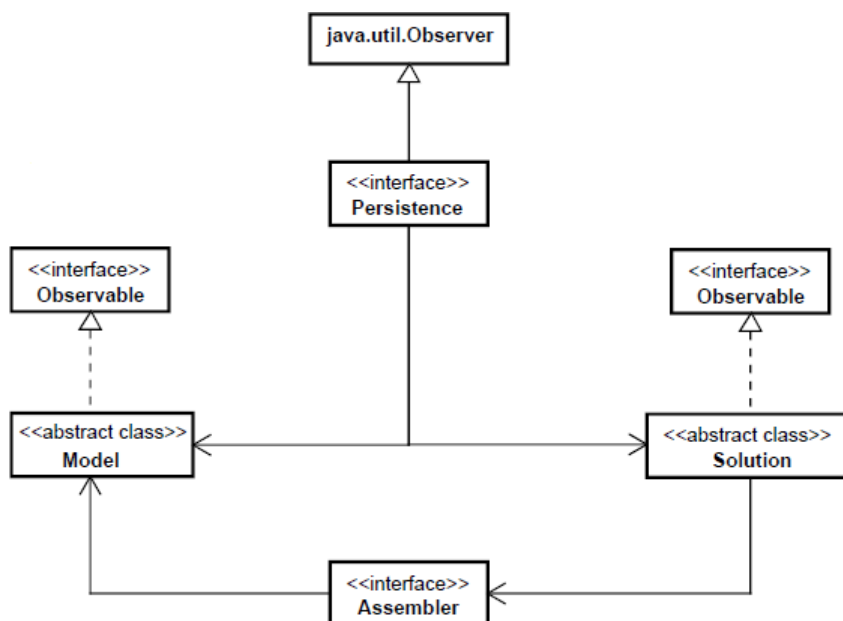 java.util.Observer
<<interface>>
Persistence
<<interface>>
Observable
<<interface>>
Observable
<<abstract class>>
Model
<<abstract class>>
Solution
<<interface>>
Assembler